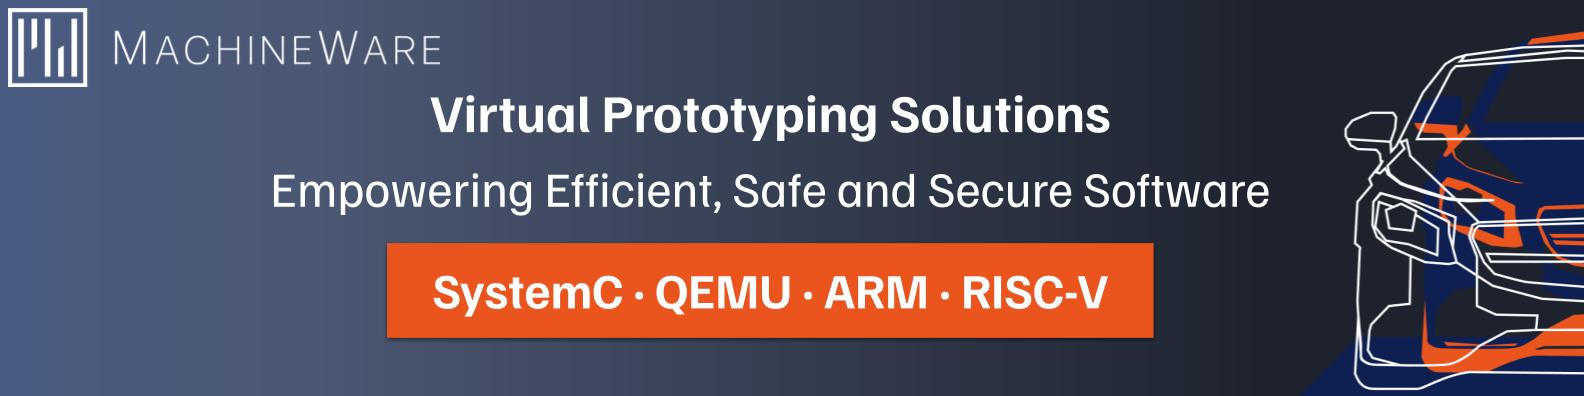 MACHINEWARE
Virtual Prototyping Solutions
Empowering Efficient, Safe and Secure Software
SystemC · QEMU · ARM · RISC-V